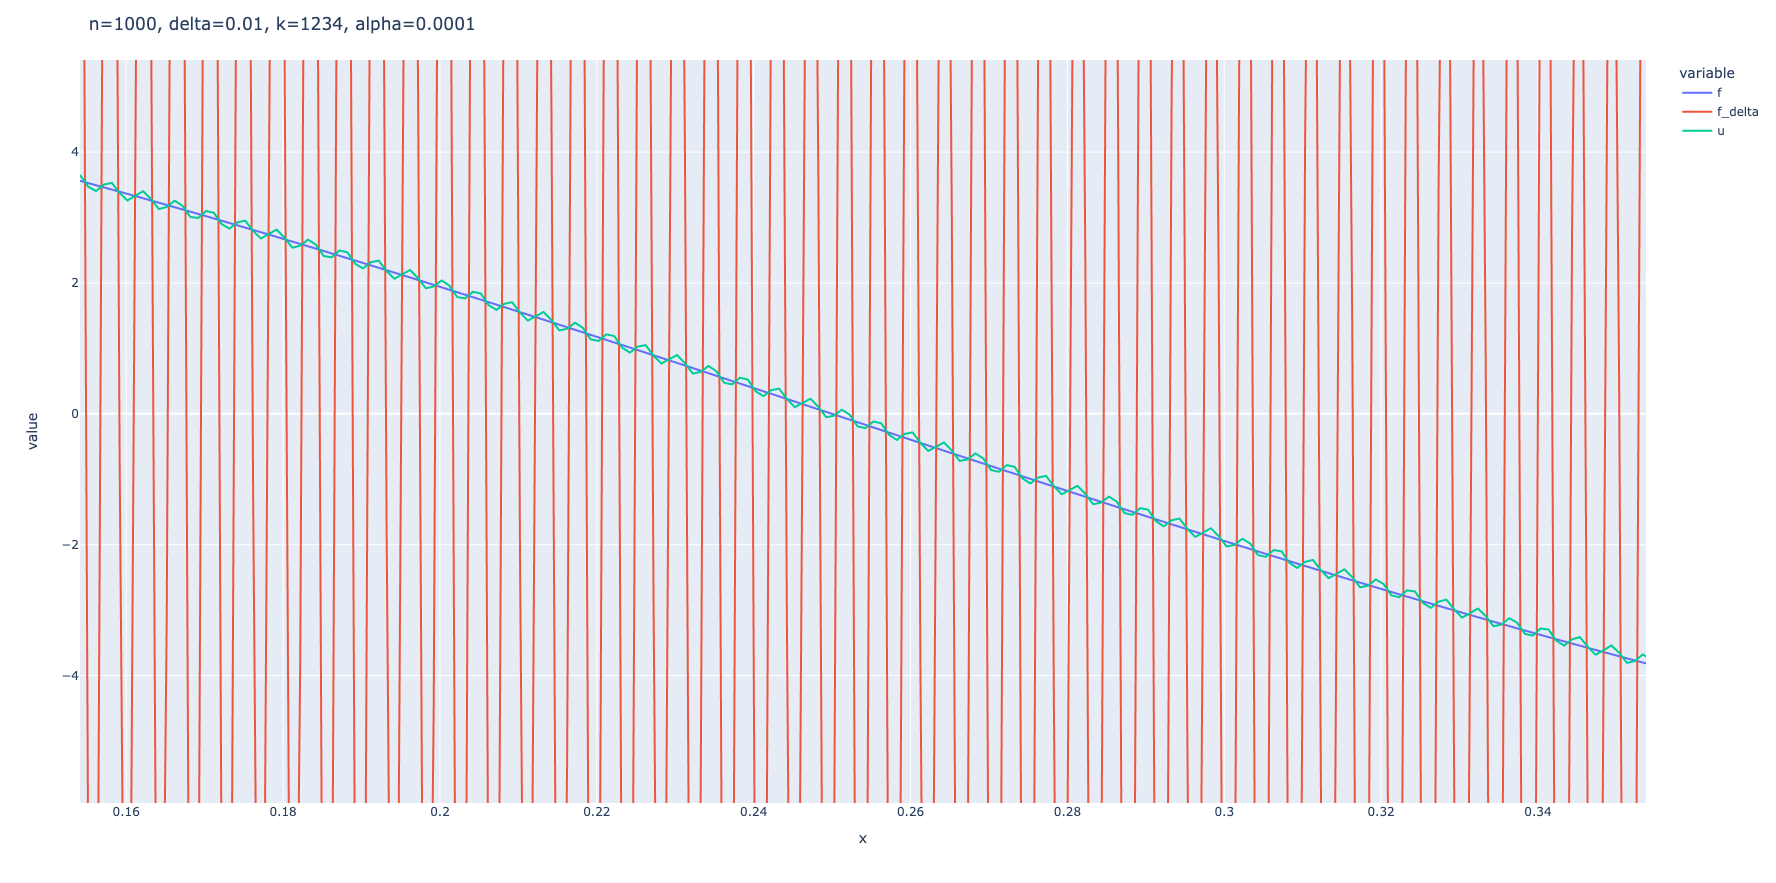 n=1000, delta=0.01, k=1234, alpha=0.0001
variable
f
f_delta
u
4
2
0
−2
−4
value
0.16
0.18
0.2
0.22
0.24
0.26
0.28
0.3
0.32
0.34
x